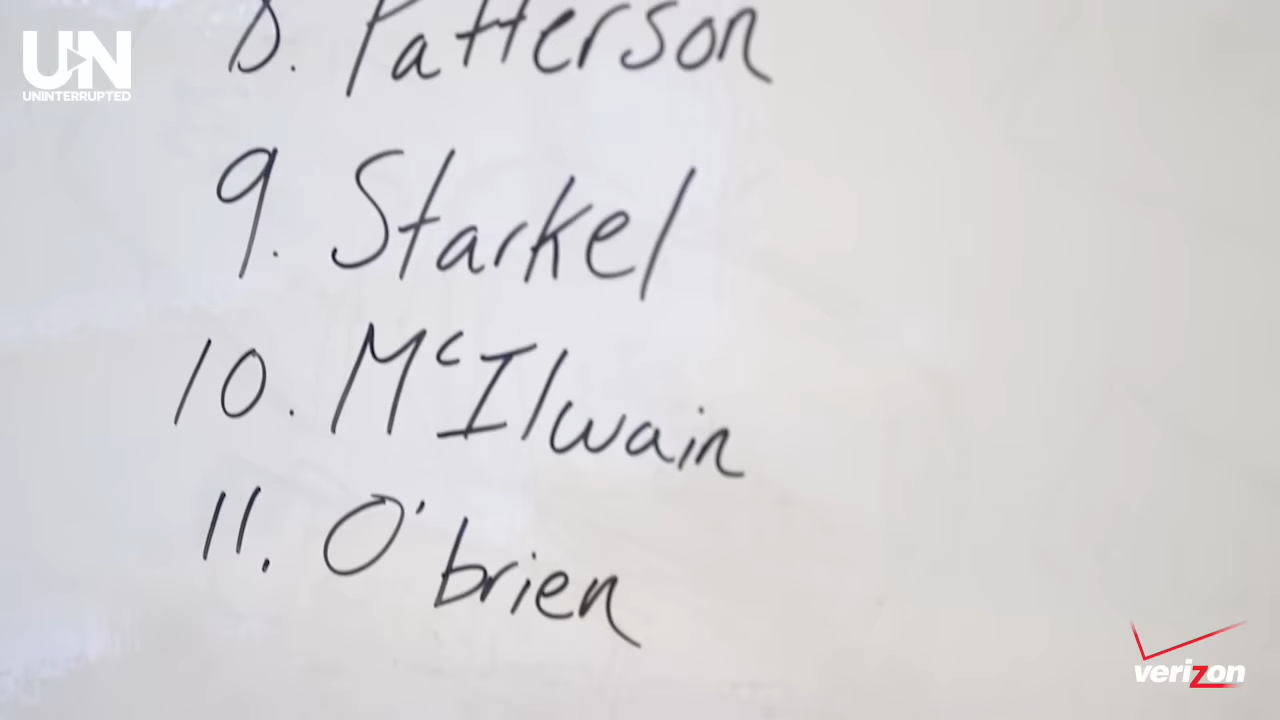 UN
UNINTERRUPTED
8. Patterson
9. Starkel
10. McIlwain
11. O'brien
verizon